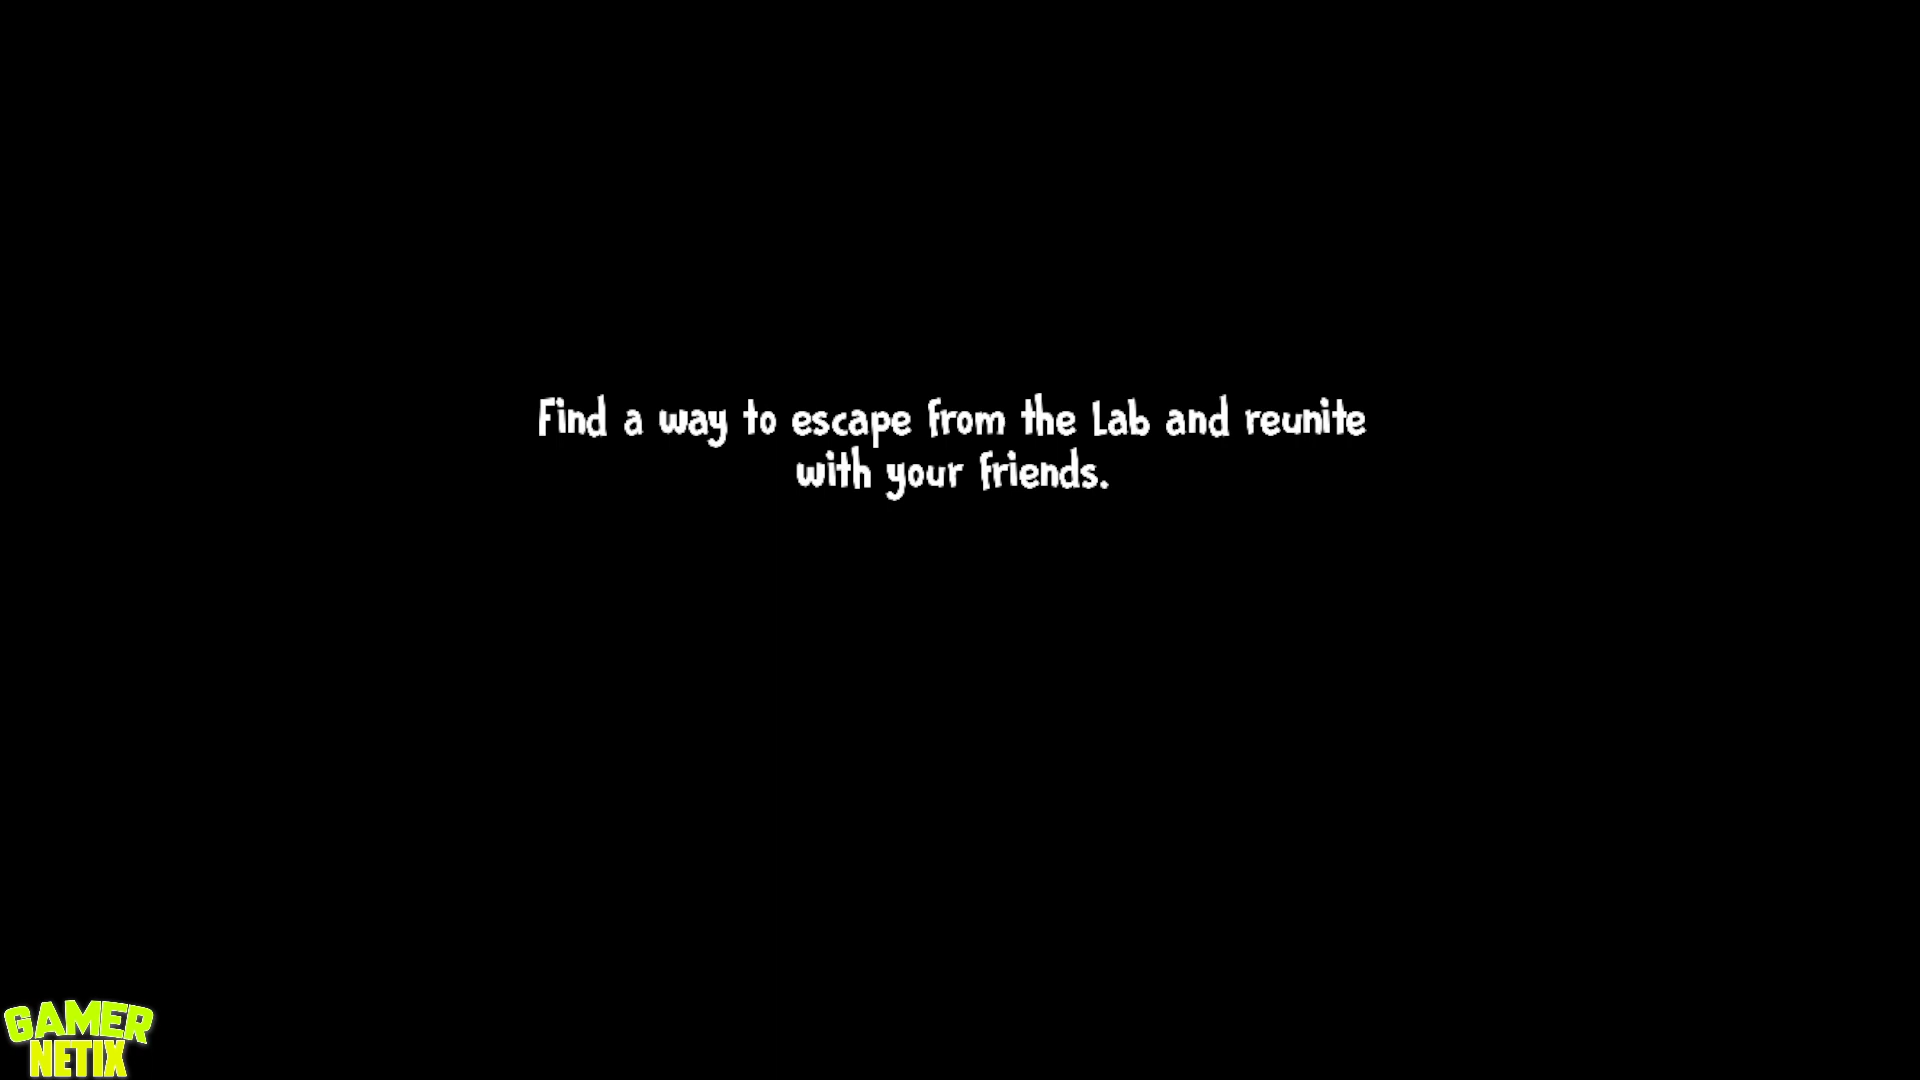 Find a way to escape from the Lab and reunite
with your friends.
GAMER
NETIX